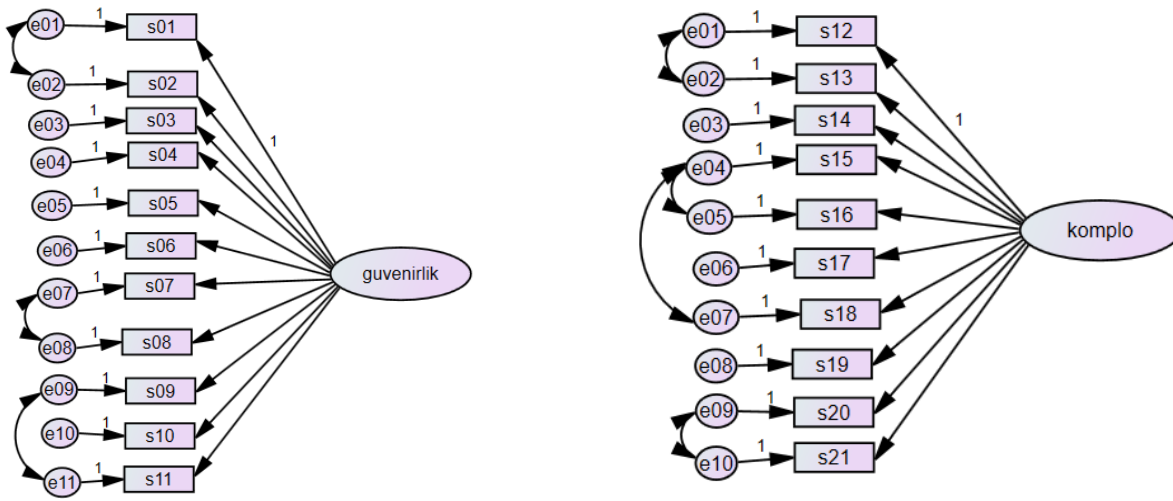 e01 1 s01
e02 1 s02
e03 1 s03
1
e04 1 s04
e05 1 s05
e06 1 s06
guvenirlik
e07 1 s07
e08 1 s08
e09 1 s09
e10 1 s10
e11 1 s11
e01 1 s12
e02 1 s13
e03 1 s14
1
e04 1 s15
e05 1 s16
komplo
e06 1 s17
e07 1 s18
e08 1 s19
e09 1 s20
e10 1 s21